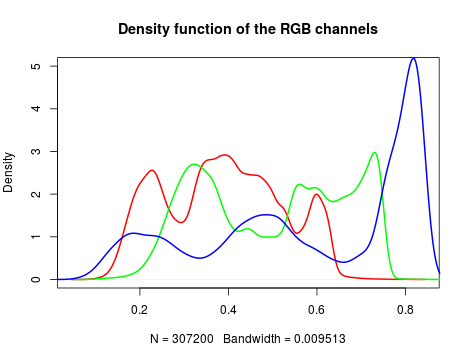 Density function of the RGB channels
Density
5
4
3
2
1
0
0.2 0.4 0.6 0.8
N = 307200 Bandwidth = 0.009513